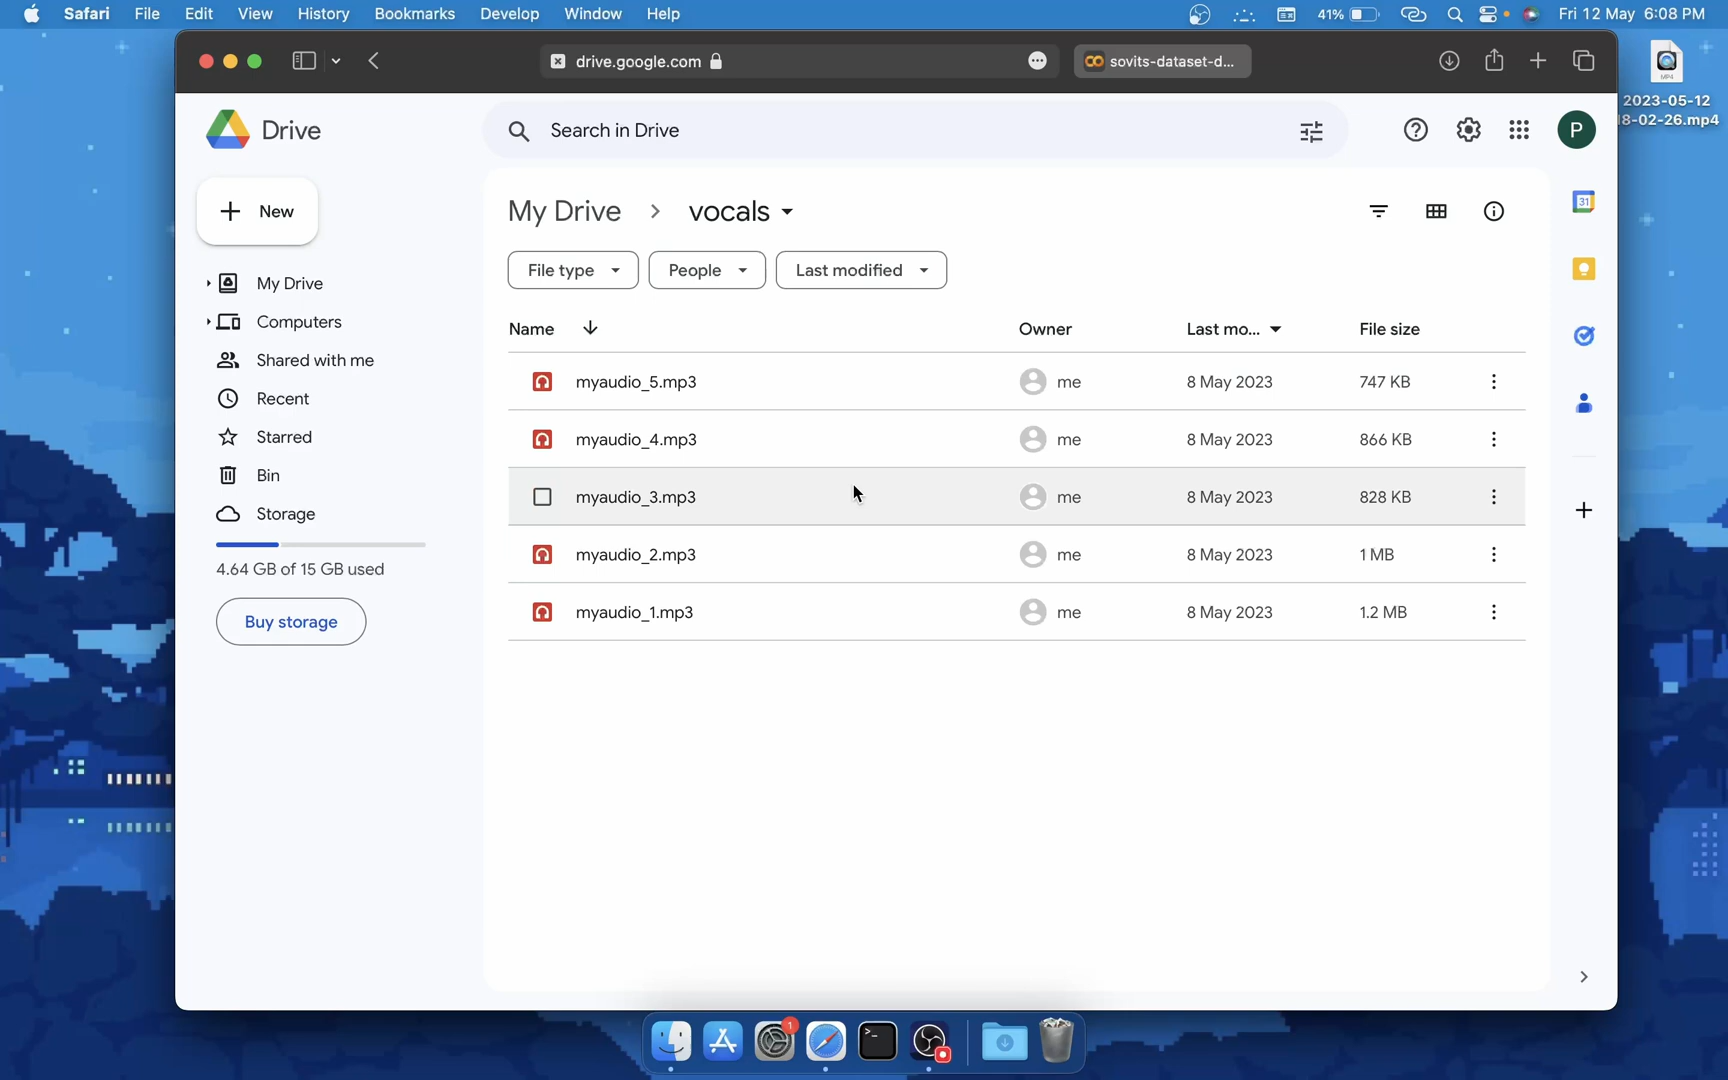 Safari File Edit View History Bookmarks Develop Window Help 41% Fri 12 May 6:08 PM
drive.google.com sovits-dataset-d...
MP4
2023-05-12
18-02-26.mp4
Drive
Search in Drive
P
New
My Drive
Computers
Shared with me
Recent
Starred
Bin
Storage
4.64 GB of 15 GB used
Buy storage
My Drive vocals
File type People Last modified
Name Owner Last mo... File size
myaudio_5.mp3 me 8 May 2023 747 KB
myaudio_4.mp3 me 8 May 2023 866 KB
myaudio_3.mp3 me 8 May 2023 828 KB
myaudio_2.mp3 me 8 May 2023 1 MB
myaudio_1.mp3 me 8 May 2023 1.2 MB
31
1